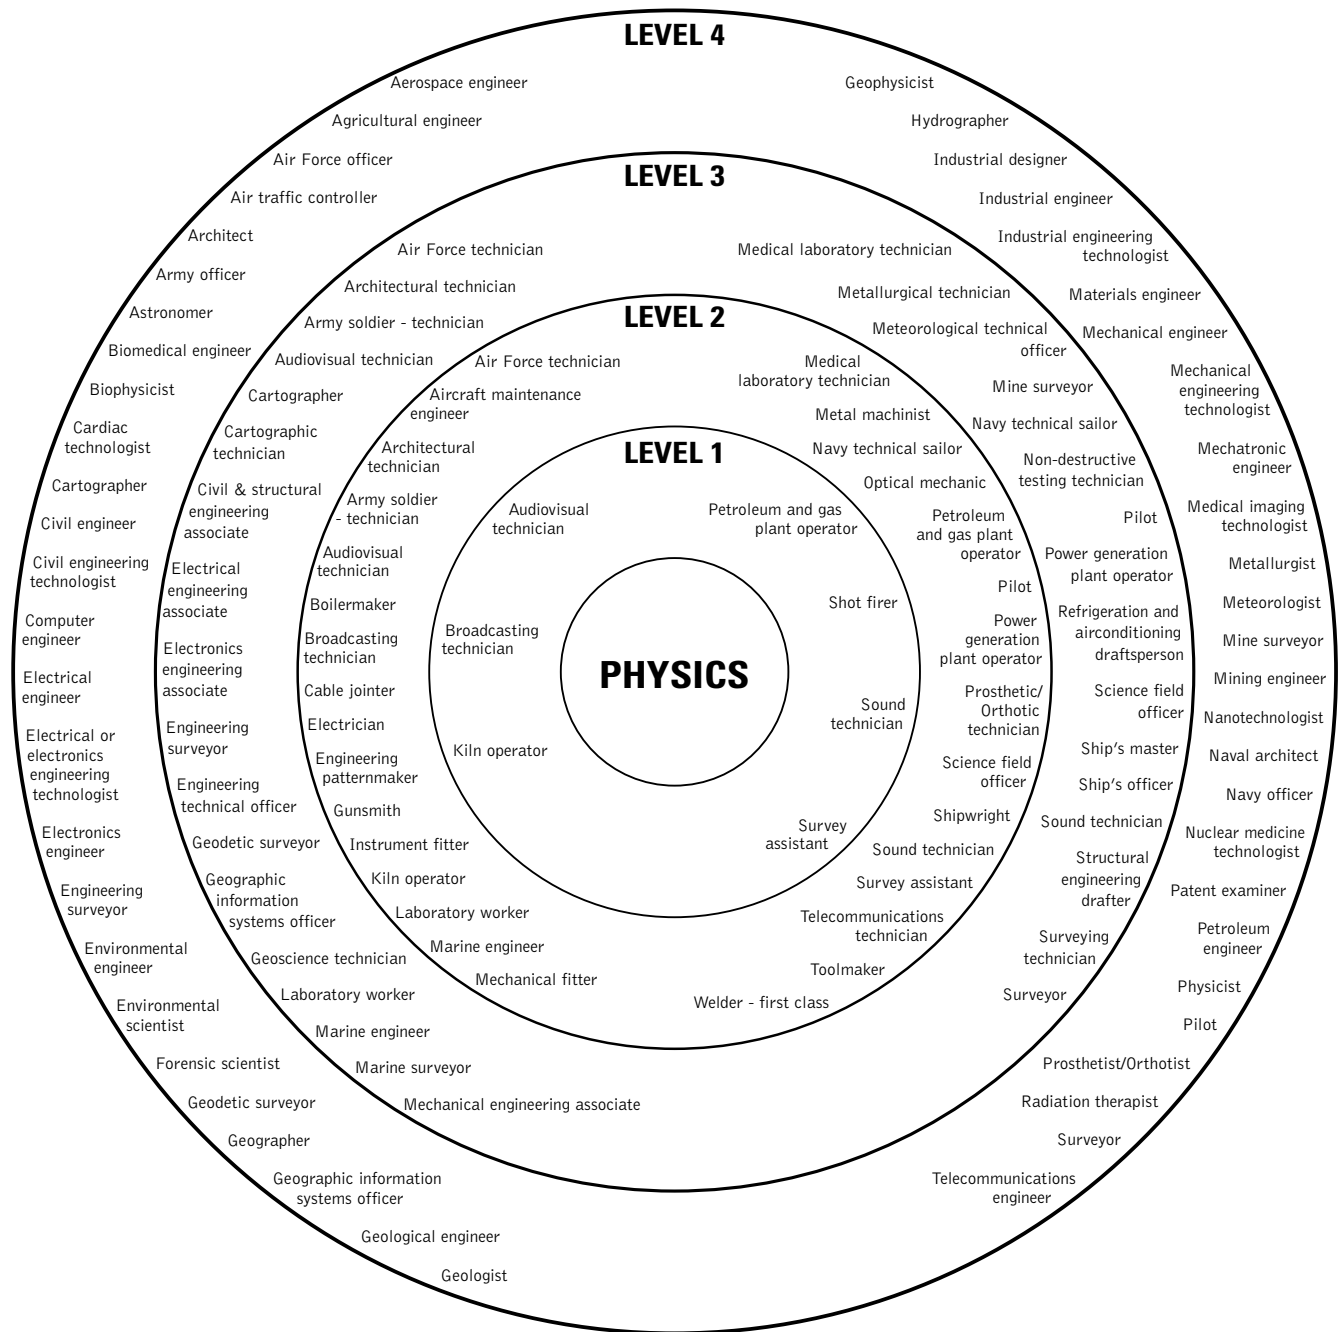 LEVEL 4
Aerospace engineer
Agricultural engineer
Air Force officer
Air traffic controller
Architect
Army officer
Astronomer
Biomedical engineer
Biophysicist
Cardiac
technologist
Cartographer
Civil engineer
Civil engineering
technologist
Computer
engineer
Electrical
engineer
Electrical or
electronics
engineering
technologist
Electronics
engineer
Engineering
surveyor
Environmental
engineer
Environmental
scientist
Forensic scientist
Geodetic surveyor
Geographer
Geographic information
systems officer
Geological engineer
Geologist
Geophysicist
Hydrographer
Industrial designer
Industrial engineer
Industrial engineering
technologist
Materials engineer
Mechanical engineer
Mechanical
engineering
technologist
Mechatronic
engineer
Medical imaging
technologist
Metallurgist
Meteorologist
Mine surveyor
Mining engineer
Nanotechnologist
Naval architect
Navy officer
Nuclear medicine
technologist
Patent examiner
Petroleum
engineer
Physicist
Pilot
Prosthetist/Orthotist
Radiation therapist
Surveyor
Telecommunications
engineer
LEVEL 3
Air Force technician
Architectural technician
Army soldier - technician
Audiovisual technician
Cartographer
Cartographic
technician
Civil & structural
engineering
associate
Electrical
engineering
associate
Electronics
engineering
associate
Engineering
surveyor
Engineering
technical officer
Geodetic surveyor
Geographic
information
systems officer
Geoscience technician
Laboratory worker
Marine engineer
Marine surveyor
Mechanical engineering associate
Medical laboratory technician
Metallurgical technician
Meteorological technical
officer
Mine surveyor
Navy technical sailor
Non-destructive
testing technician
Pilot
Power generation
plant operator
Refrigeration and
airconditioning
draftsperson
Science field
officer
Ship's master
Ship's officer
Sound technician
Structural
engineering
drafter
Surveying
technician
Surveyor
LEVEL 2
Air Force technician
Aircraft maintenance
engineer
Architectural
technician
Army soldier
- technician
Audiovisual
technician
Boilermaker
Broadcasting
technician
Cable jointer
Electrician
Engineering
patternmaker
Gunsmith
Instrument fitter
Kiln operator
Laboratory worker
Marine engineer
Mechanical fitter
Medical
laboratory technician
Metal machinist
Navy technical sailor
Optical mechanic
Petroleum
and gas plant
operator
Pilot
Power
generation
plant operator
Prosthetic/
Orthotic
technician
Science field
officer
Shipwright
Sound technician
Survey assistant
Telecommunications
technician
Toolmaker
Welder - first class
LEVEL 1
Audiovisual
technician
Broadcasting
technician
Kiln operator
Petroleum and gas
plant operator
Shot firer
Sound
technician
Survey
assistant
PHYSICS